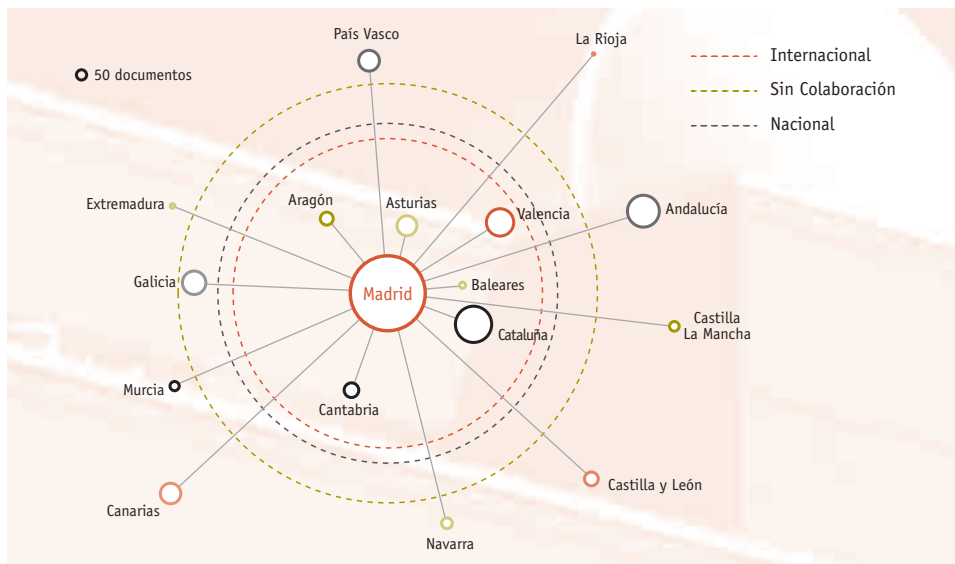 País Vasco
La Rioja
50 documentos
Internacional
Sin Colaboración
Nacional
Extremadura
Aragón
Asturias
Valencia
Andalucía
Galicia
Madrid
Baleares
Castilla
La Mancha
Cataluña
Murcia
Cantabria
Canarias
Castilla y León
Navarra